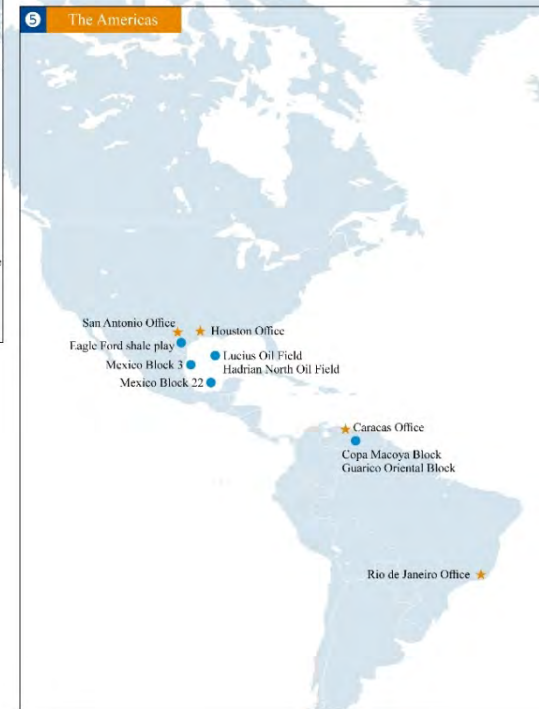 5 The Americas
San Antonio Office
Houston Office
Eagle Ford shale play
Lucius Oil Field
Hadrian North Oil Field
Mexico Block 3
Mexico Block 22
Caracas Office
Copa Macoya Block
Guarico Oriental Block
Rio de Janeiro Office